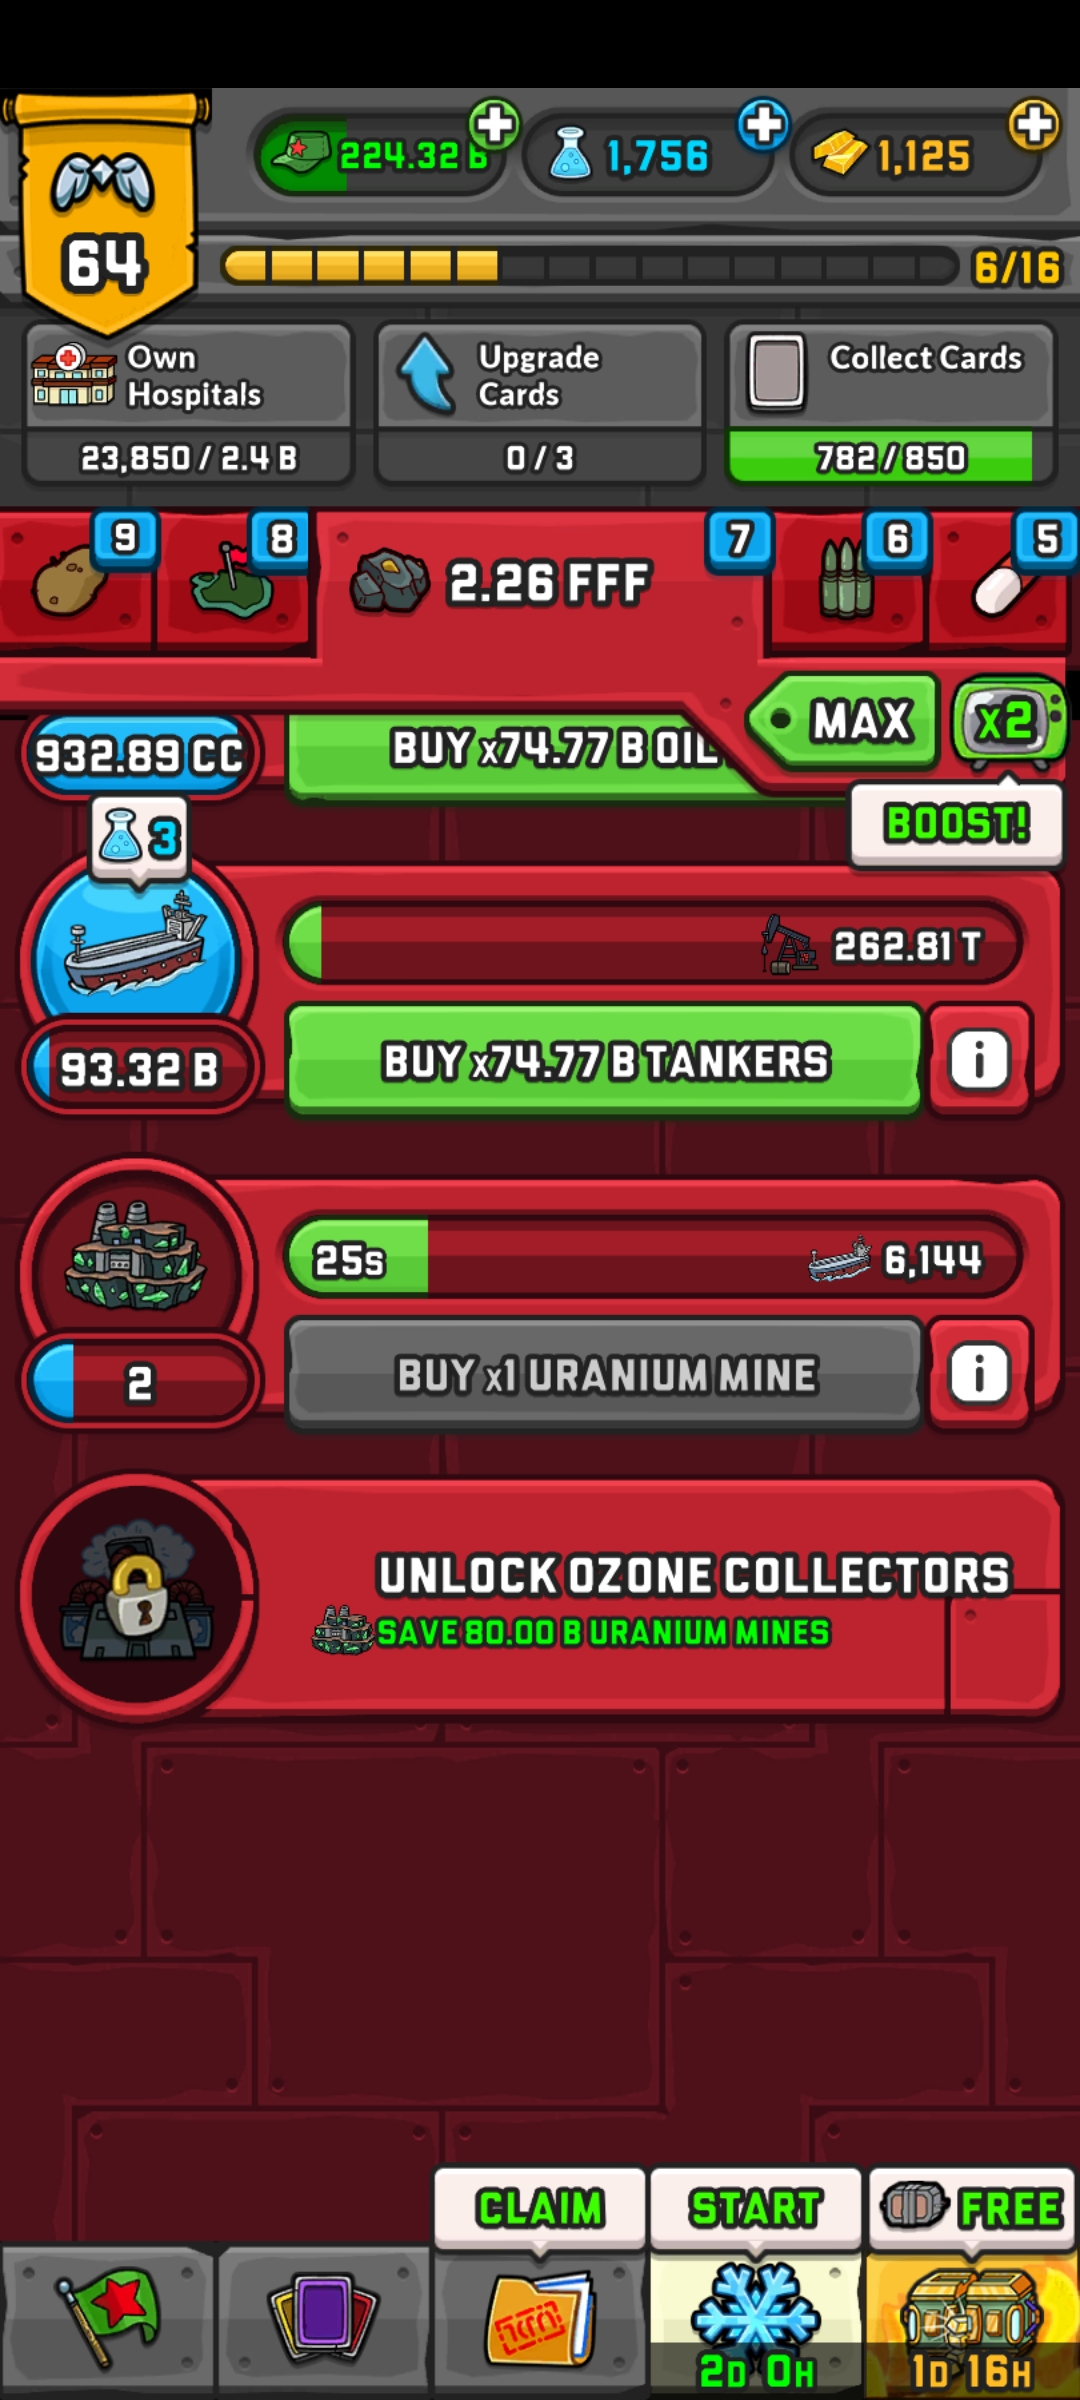 224.32 B
1,756
1,125
64
6/16
Own
Hospitals
23,850 / 2.4 B
Upgrade
Cards
0 / 3
Collect Cards
782 / 850
9
8
2.26 FFF
7
6
5
MAX
x2
BOOST!
932.89 CC
BUY x74.77 B OIL
3
262.81 T
93.32 B
BUY x74.77 B TANKERS
i
25s
6,144
2
BUY x1 URANIUM MINE
i
UNLOCK OZONE COLLECTORS
SAVE 80.00 B URANIUM MINES
CLAIM
START
FREE
2D 0H
1D 16H